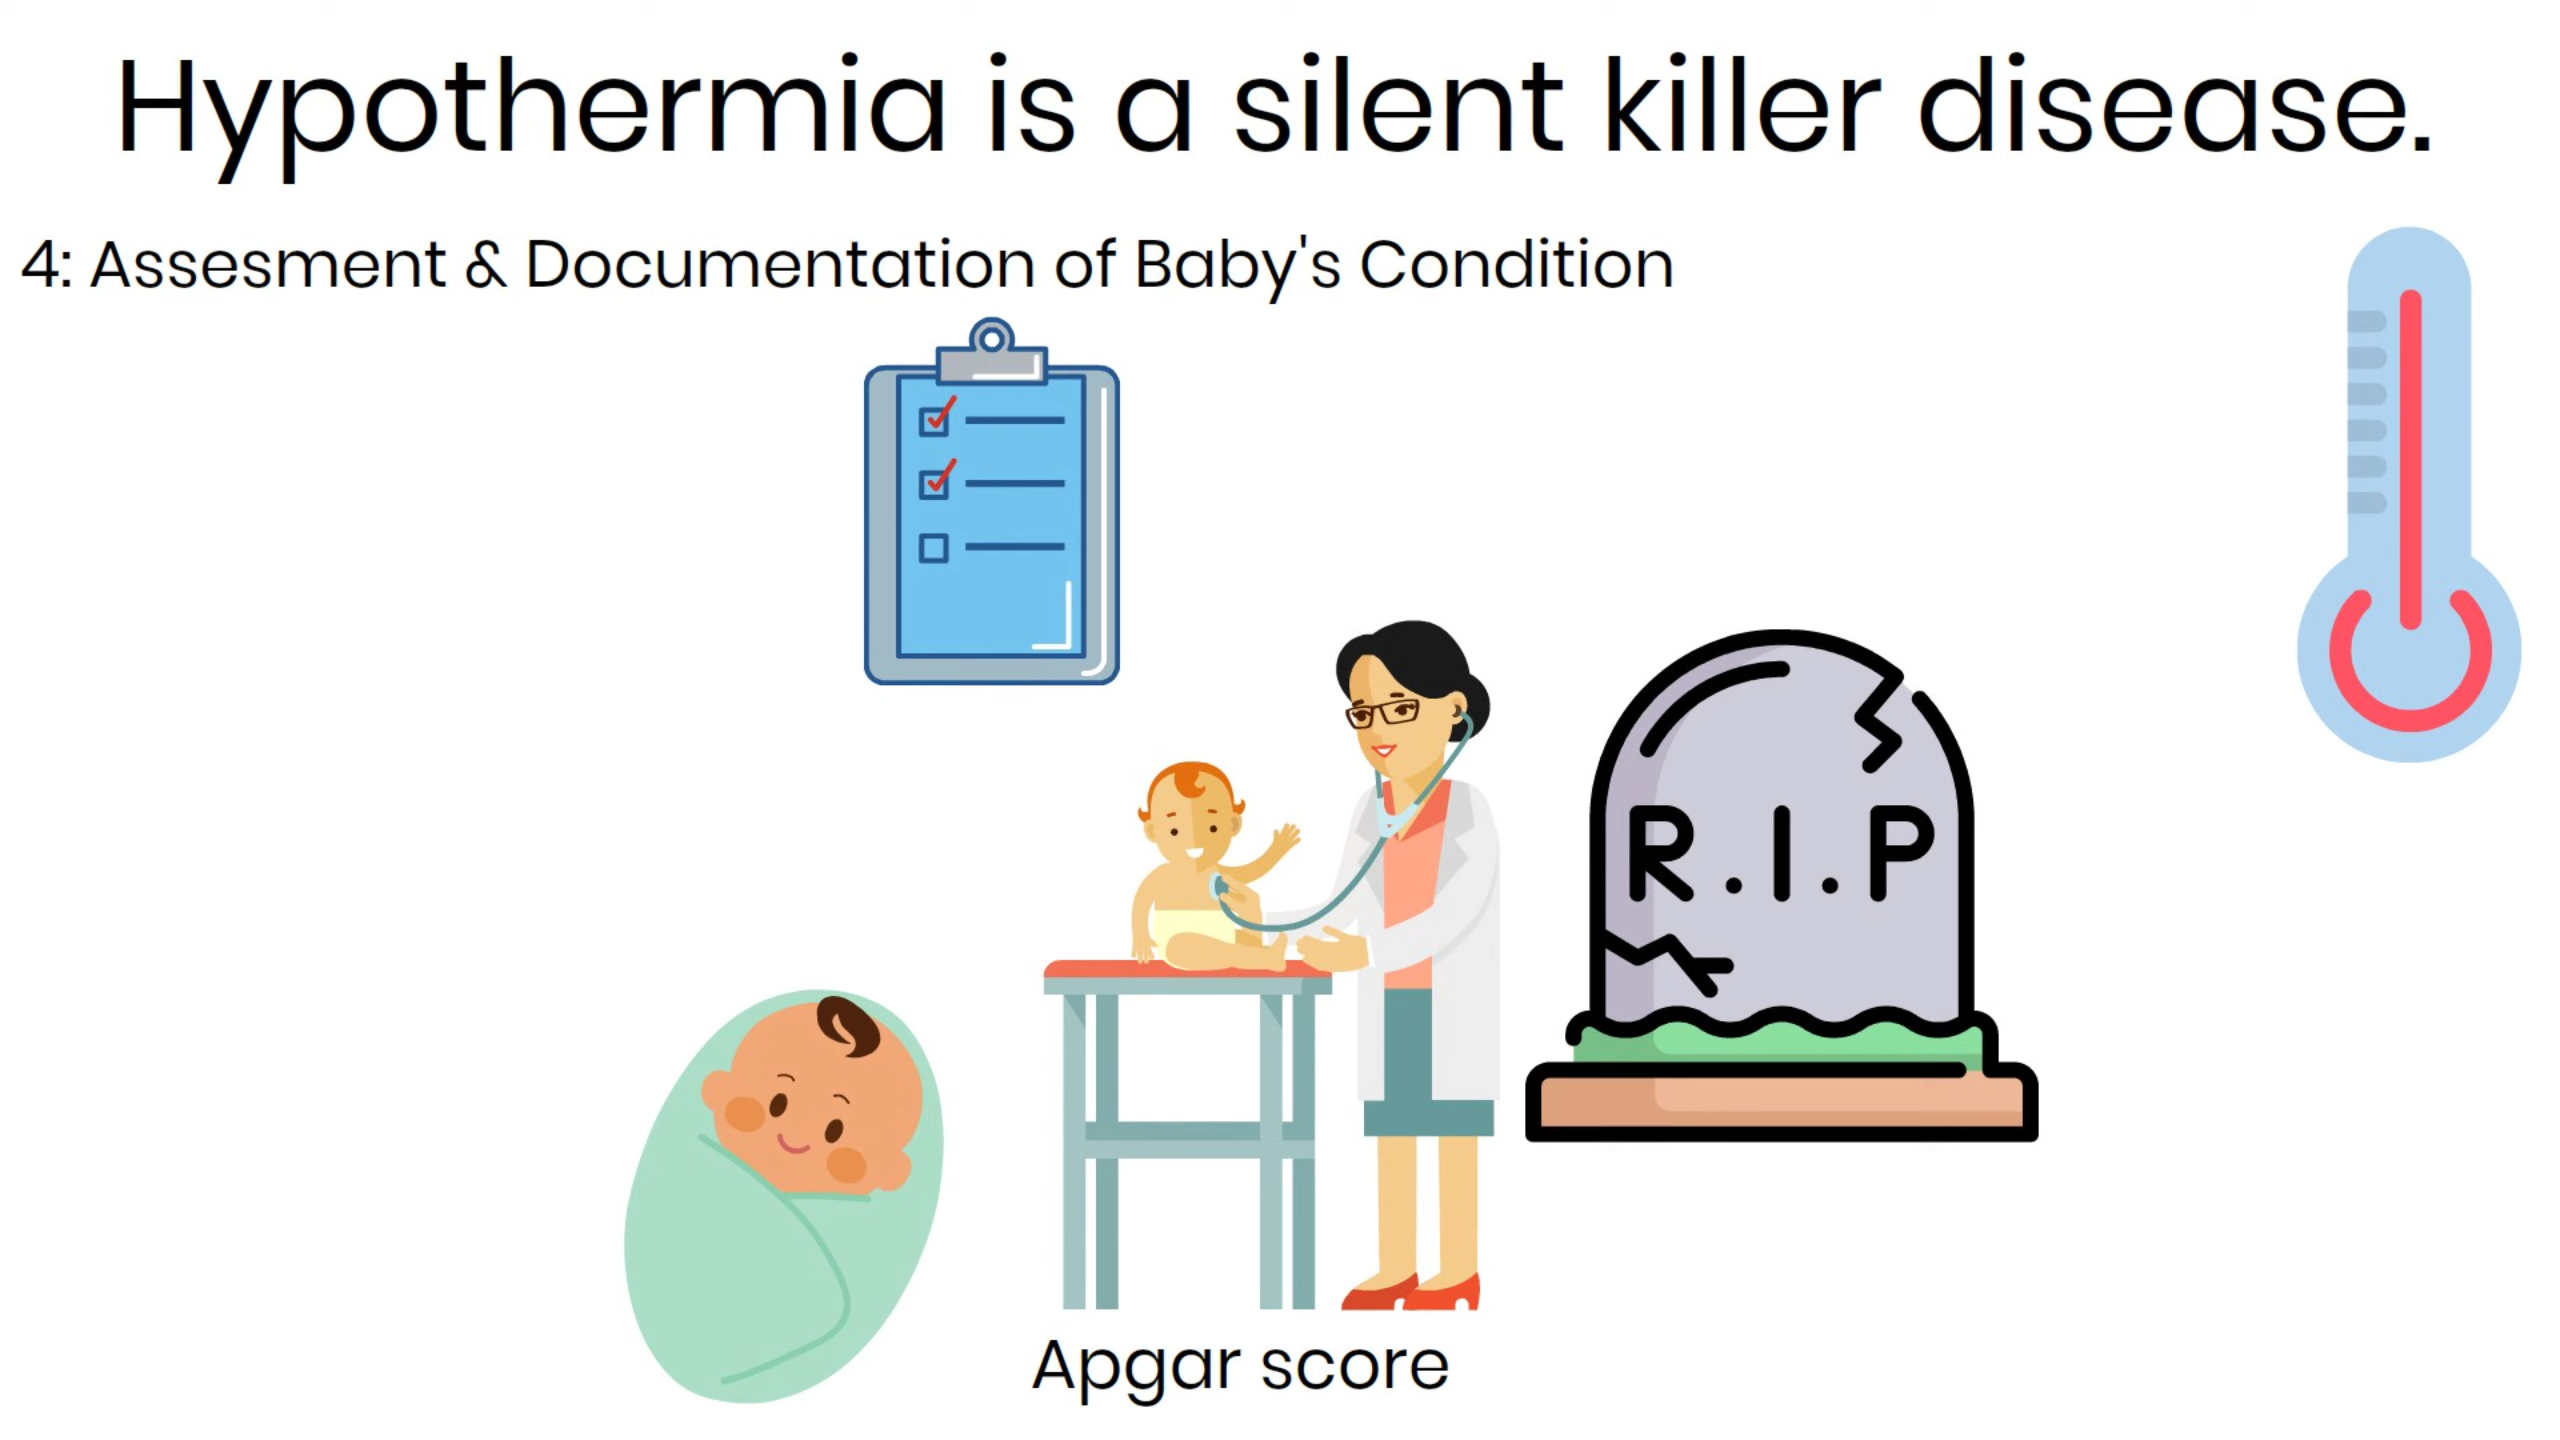 Hypothermia is a silent killer disease.
4: Assesment & Documentation of Baby's Condition
R.I.P
Apgar score